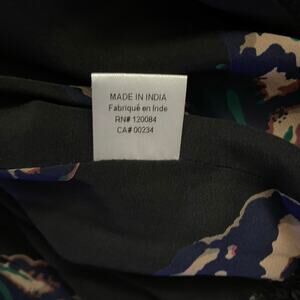 MADE IN INDIA
Fabriqué en Inde
RN# 120084
CA# 00234